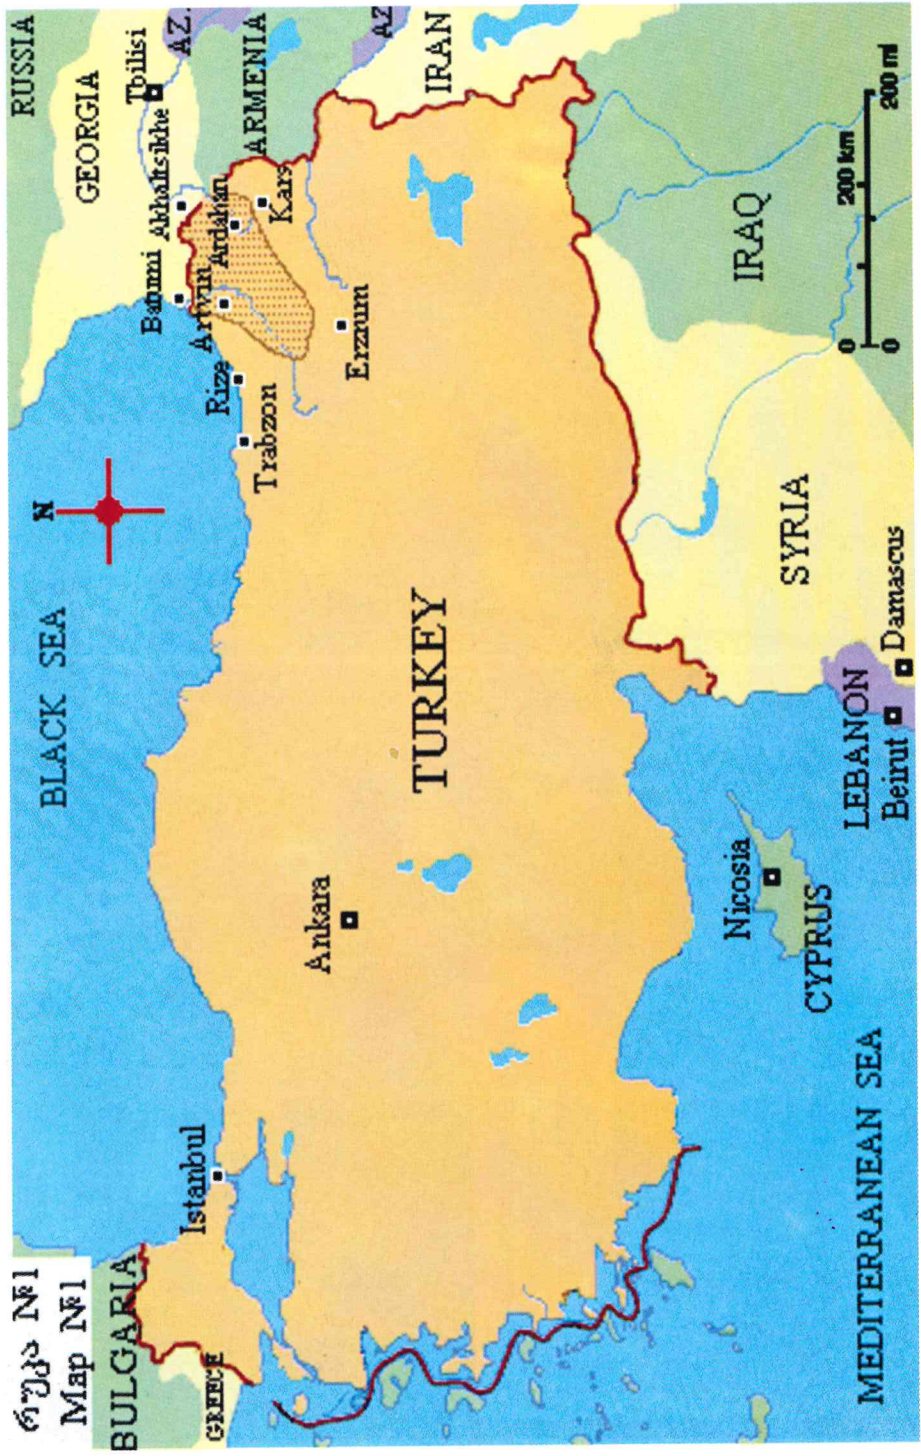 რუკა №1
Map №1
BULGARIA
GREECE
Istanbul
BLACK SEA
N
RUSSIA
GEORGIA
Tbilisi
AZ.
Batumi
Akhaltsikhe
ARMENIA
AZ
Artvin
Ardahan
Kars
IRAN
Rize
Trabzon
Erzrum
Ankara
TURKEY
Nicosia
CYPRUS
MEDITERRANEAN SEA
LEBANON
Beirut
Damascus
SYRIA
IRAQ
0 200 km
0 200 ml